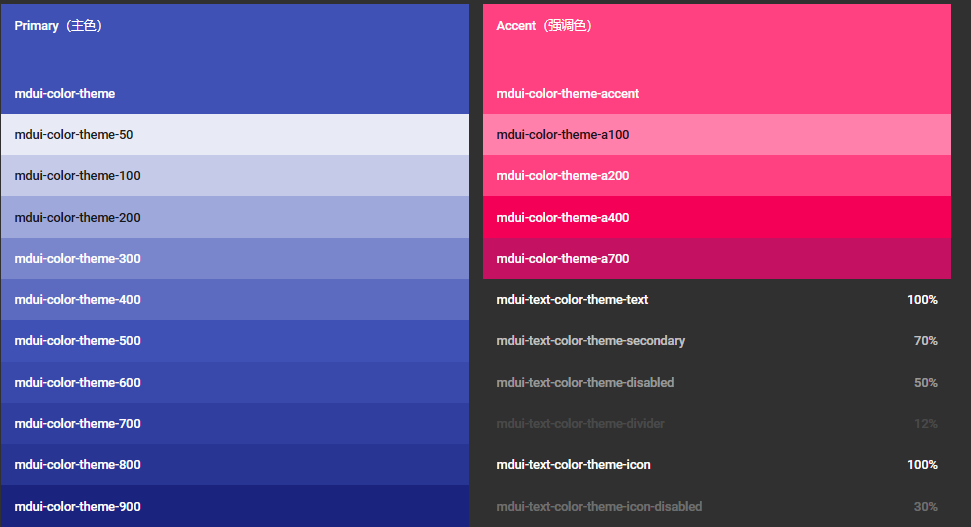 Primary（主色）
mdui-color-theme
mdui-color-theme-50
mdui-color-theme-100
mdui-color-theme-200
mdui-color-theme-300
mdui-color-theme-400
mdui-color-theme-500
mdui-color-theme-600
mdui-color-theme-700
mdui-color-theme-800
mdui-color-theme-900
Accent（强调色）
mdui-color-theme-accent
mdui-color-theme-a100
mdui-color-theme-a200
mdui-color-theme-a400
mdui-color-theme-a700
mdui-text-color-theme-text 100%
mdui-text-color-theme-secondary 70%
mdui-text-color-theme-disabled 50%
mdui-text-color-theme-divider 12%
mdui-text-color-theme-icon 100%
mdui-text-color-theme-icon-disabled 30%